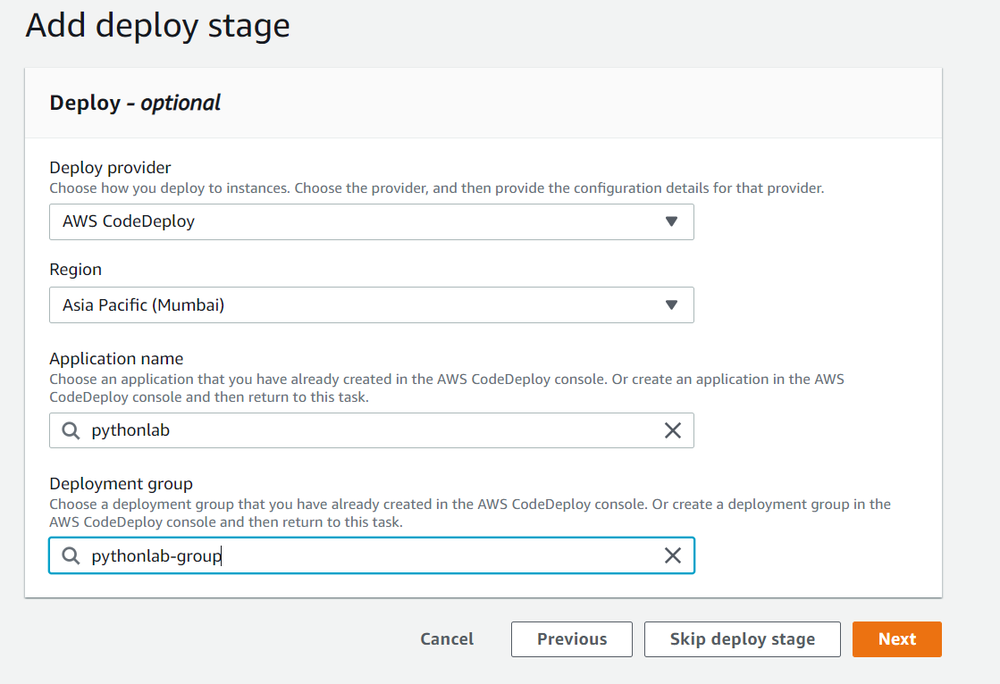 Add deploy stage
Deploy - optional
Deploy provider
Choose how you deploy to instances. Choose the provider, and then provide the configuration details for that provider.
AWS CodeDeploy
Region
Asia Pacific (Mumbai)
Application name
Choose an application that you have already created in the AWS CodeDeploy console. Or create an application in the AWS
CodeDeploy console and then return to this task.
pythonlab
Deployment group
Choose a deployment group that you have already created in the AWS CodeDeploy console. Or create a deployment group in the
AWS CodeDeploy console and then return to this task.
pythonlab-group
Cancel
Previous
Skip deploy stage
Next